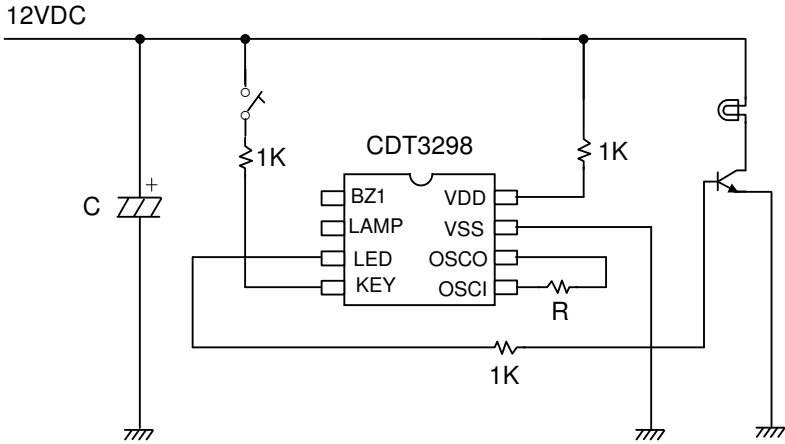 12VDC
CDT3298
1K
1K
BZ1
VDD
C
+
LAMP
VSS
LED
OSCO
KEY
OSCI
R
1K